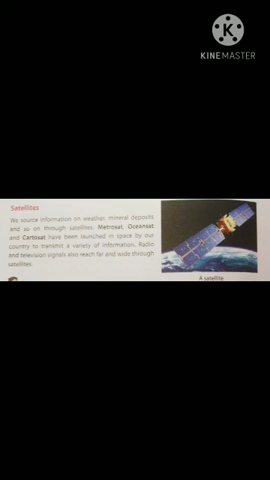 K
KINEMASTER
Satellites
We source information on weather, mineral deposits
and so on through satellites. Metrosat, Oceansat
and Cartosat have been launched in space by our
country to transmit a variety of information. Radio
and television signals also reach far and wide through
satellites.
A satellite